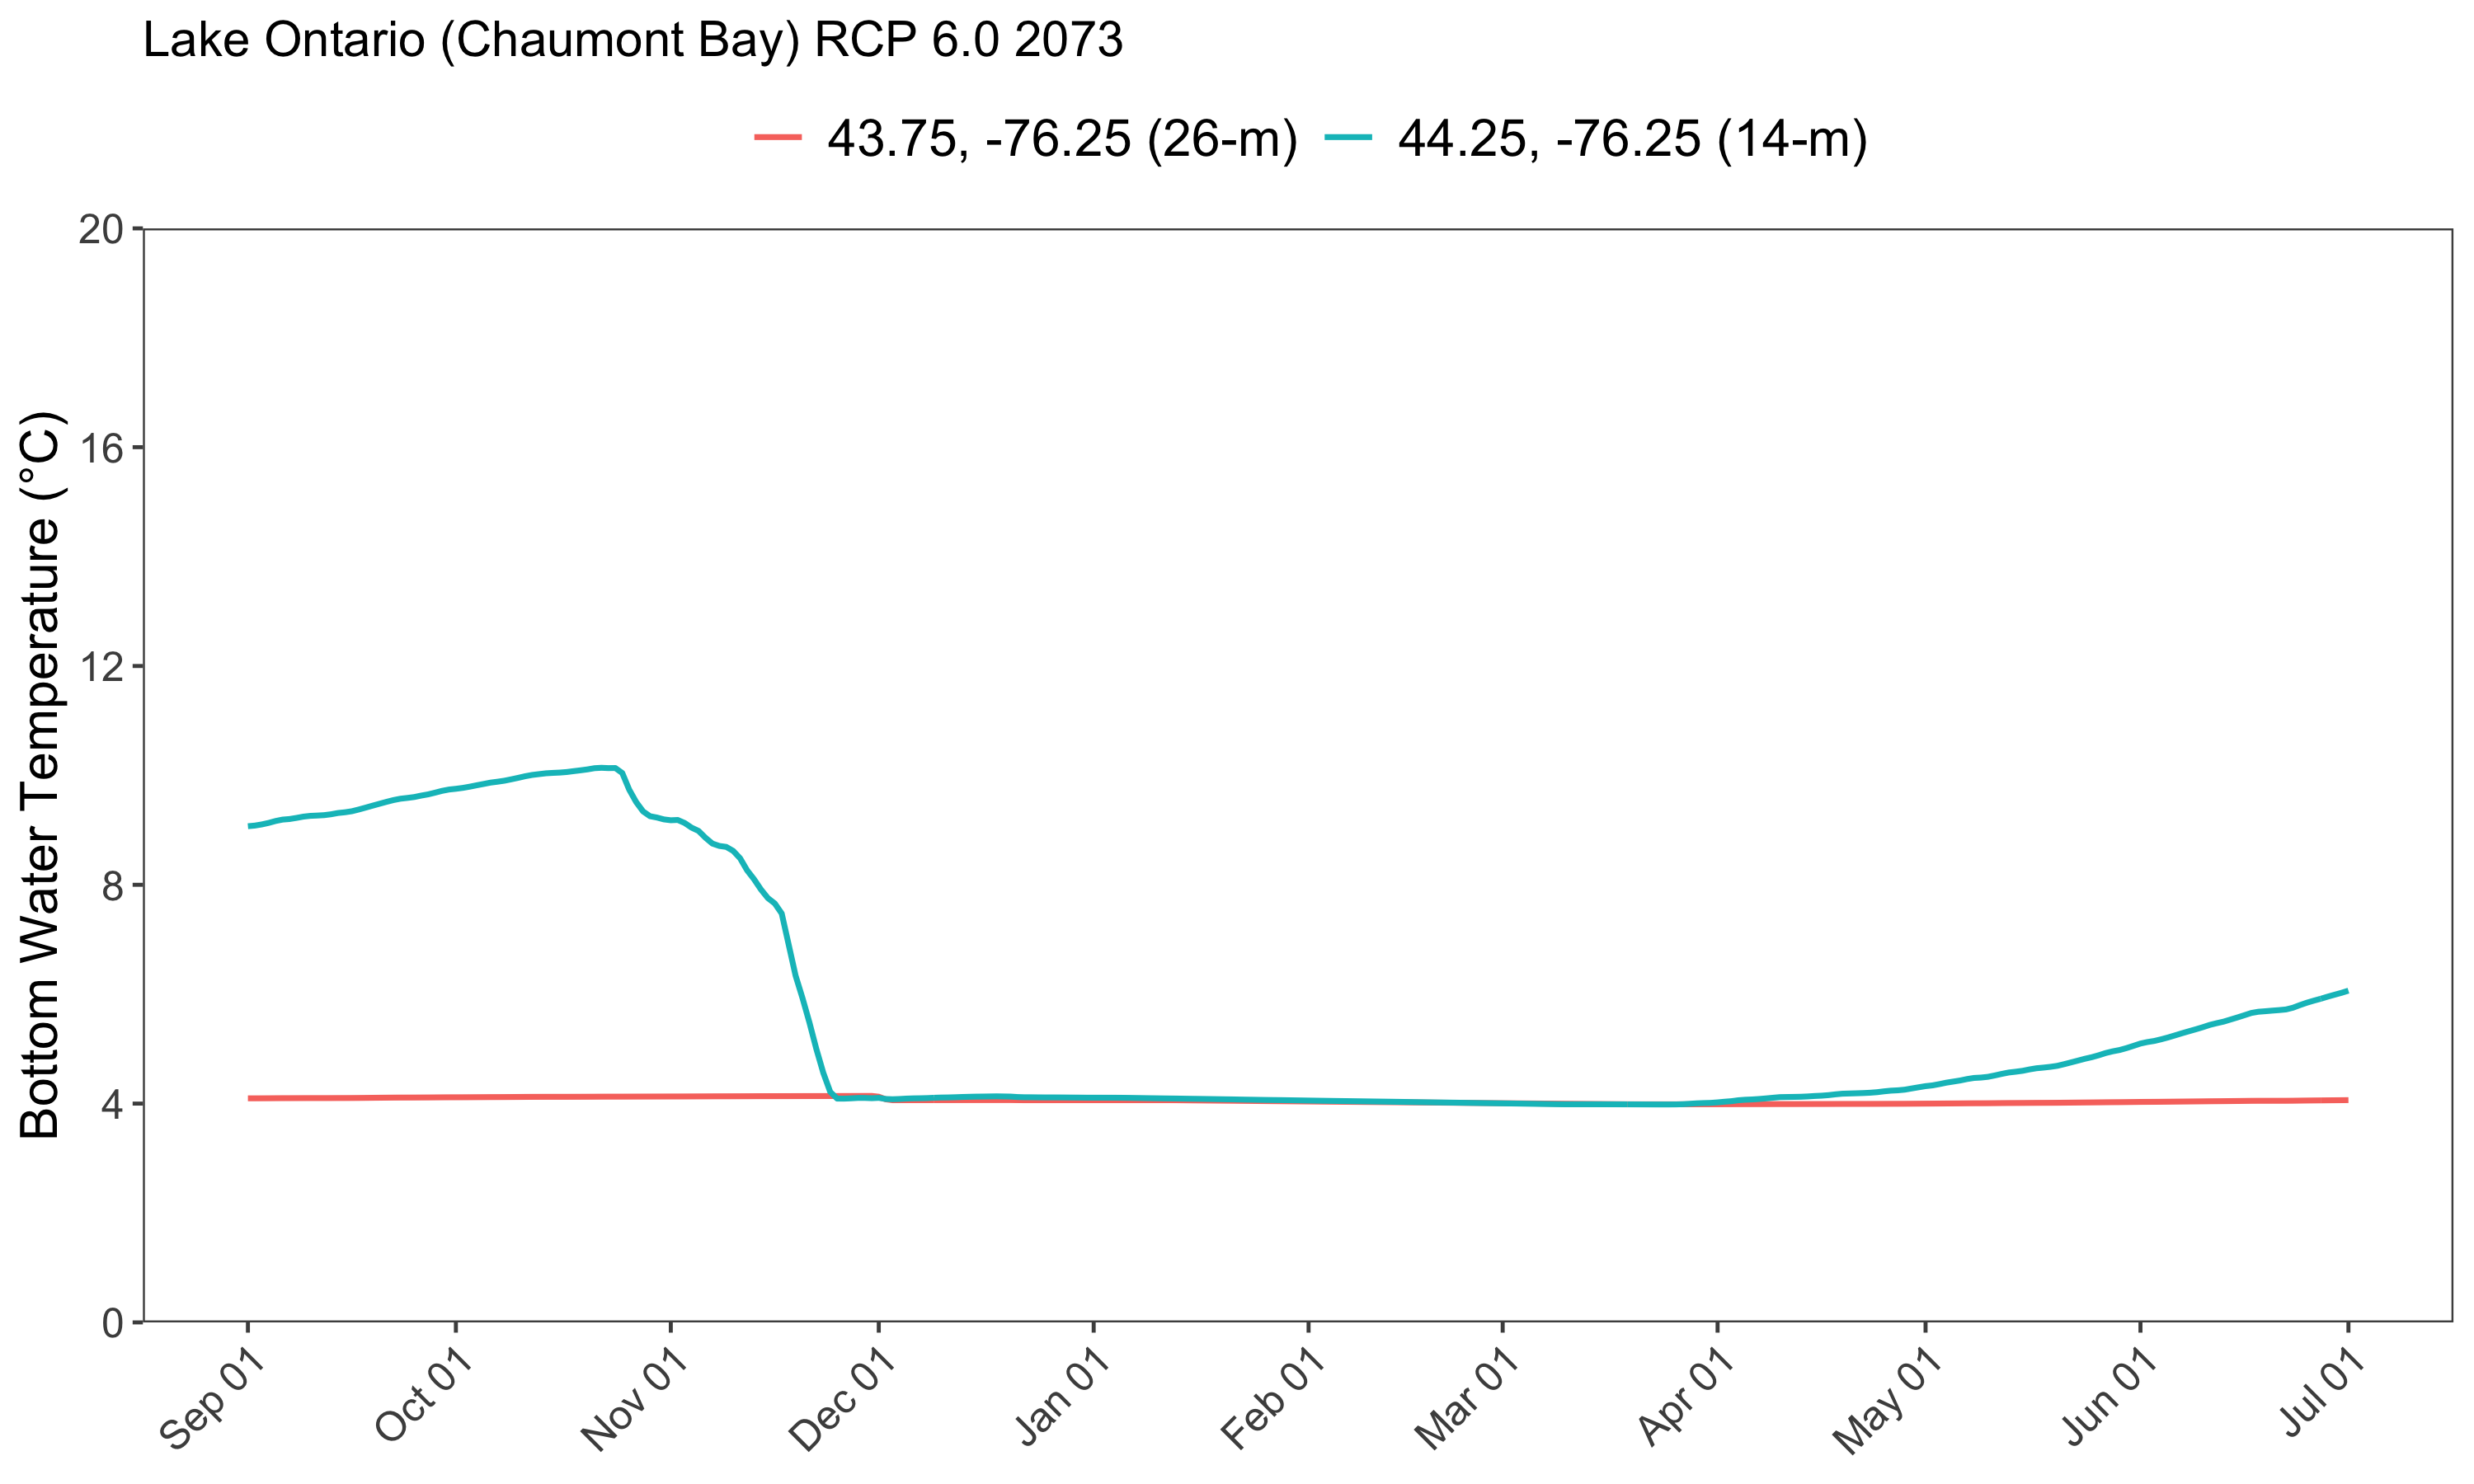 Lake Ontario (Chaumont Bay) RCP 6.0 2073
43.75, -76.25 (26-m) 44.25, -76.25 (14-m)
Bottom Water Temperature (°C)
20
16
12
8
4
0
Sep 01 Oct 01 Nov 01 Dec 01 Jan 01 Feb 01 Mar 01 Apr 01 May 01 Jun 01 Jul 01